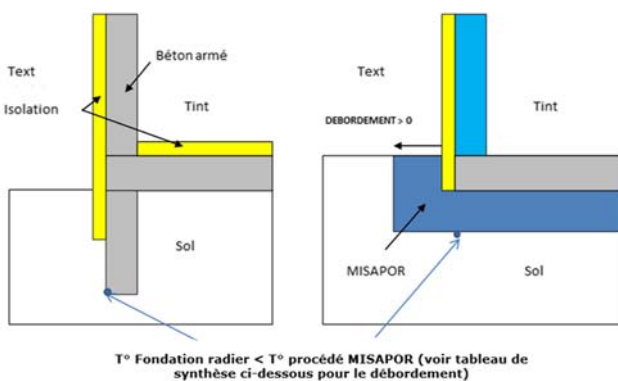 Text
Béton armé
Isolation
Tint
Sol
Text
Tint
DEBORDEMENT > 0
MISAPOR
Sol
T° Fondation radier < T° procédé MISAPOR (voir tableau de
synthèse ci-dessous pour le débordement)